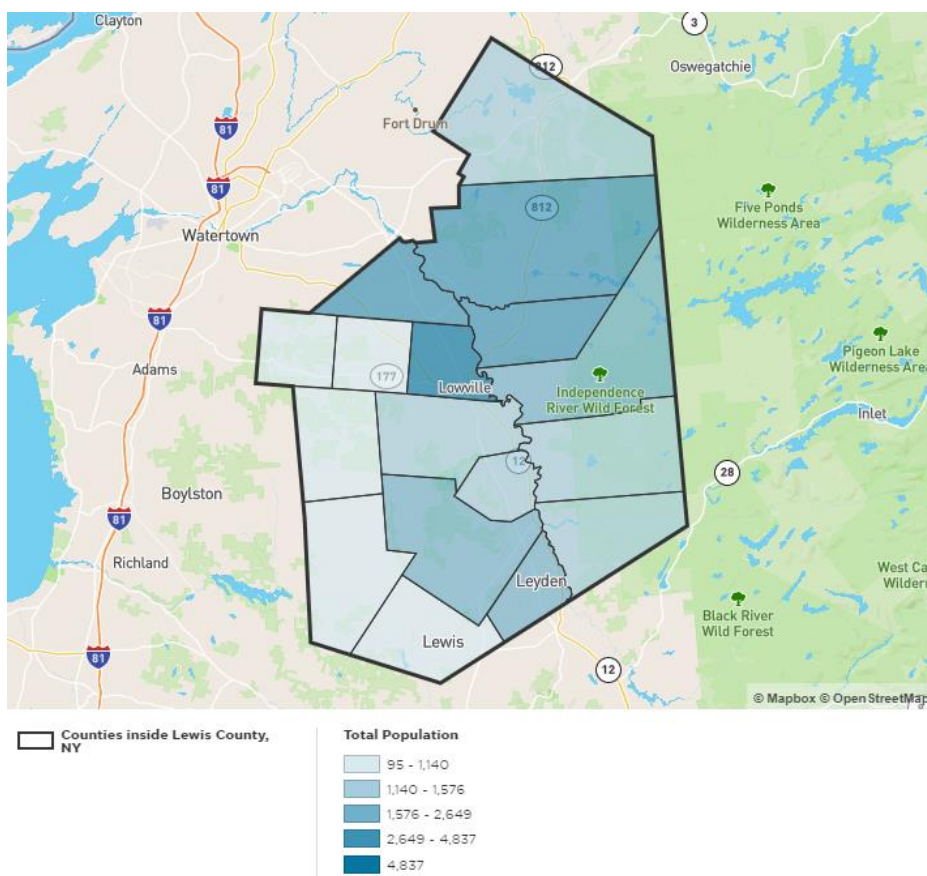 Clayton
3
812
Oswegatchie
Fort Drum
81
81
812
Five Ponds
Wilderness Area
Watertown
81
Pigeon Lake
Wilderness Area
Adams
177
Lowville
Independence
River Wild Forest
Inlet
12
28
Boylston
81
Richland
Leyden
West Ca
Wildern
Black River
Wild Forest
Lewis
81
12
© Mapbox © OpenStreetMap
Counties inside Lewis County,
NY
Total Population
95 - 1,140
1,140 - 1,576
1,576 - 2,649
2,649 - 4,837
4,837